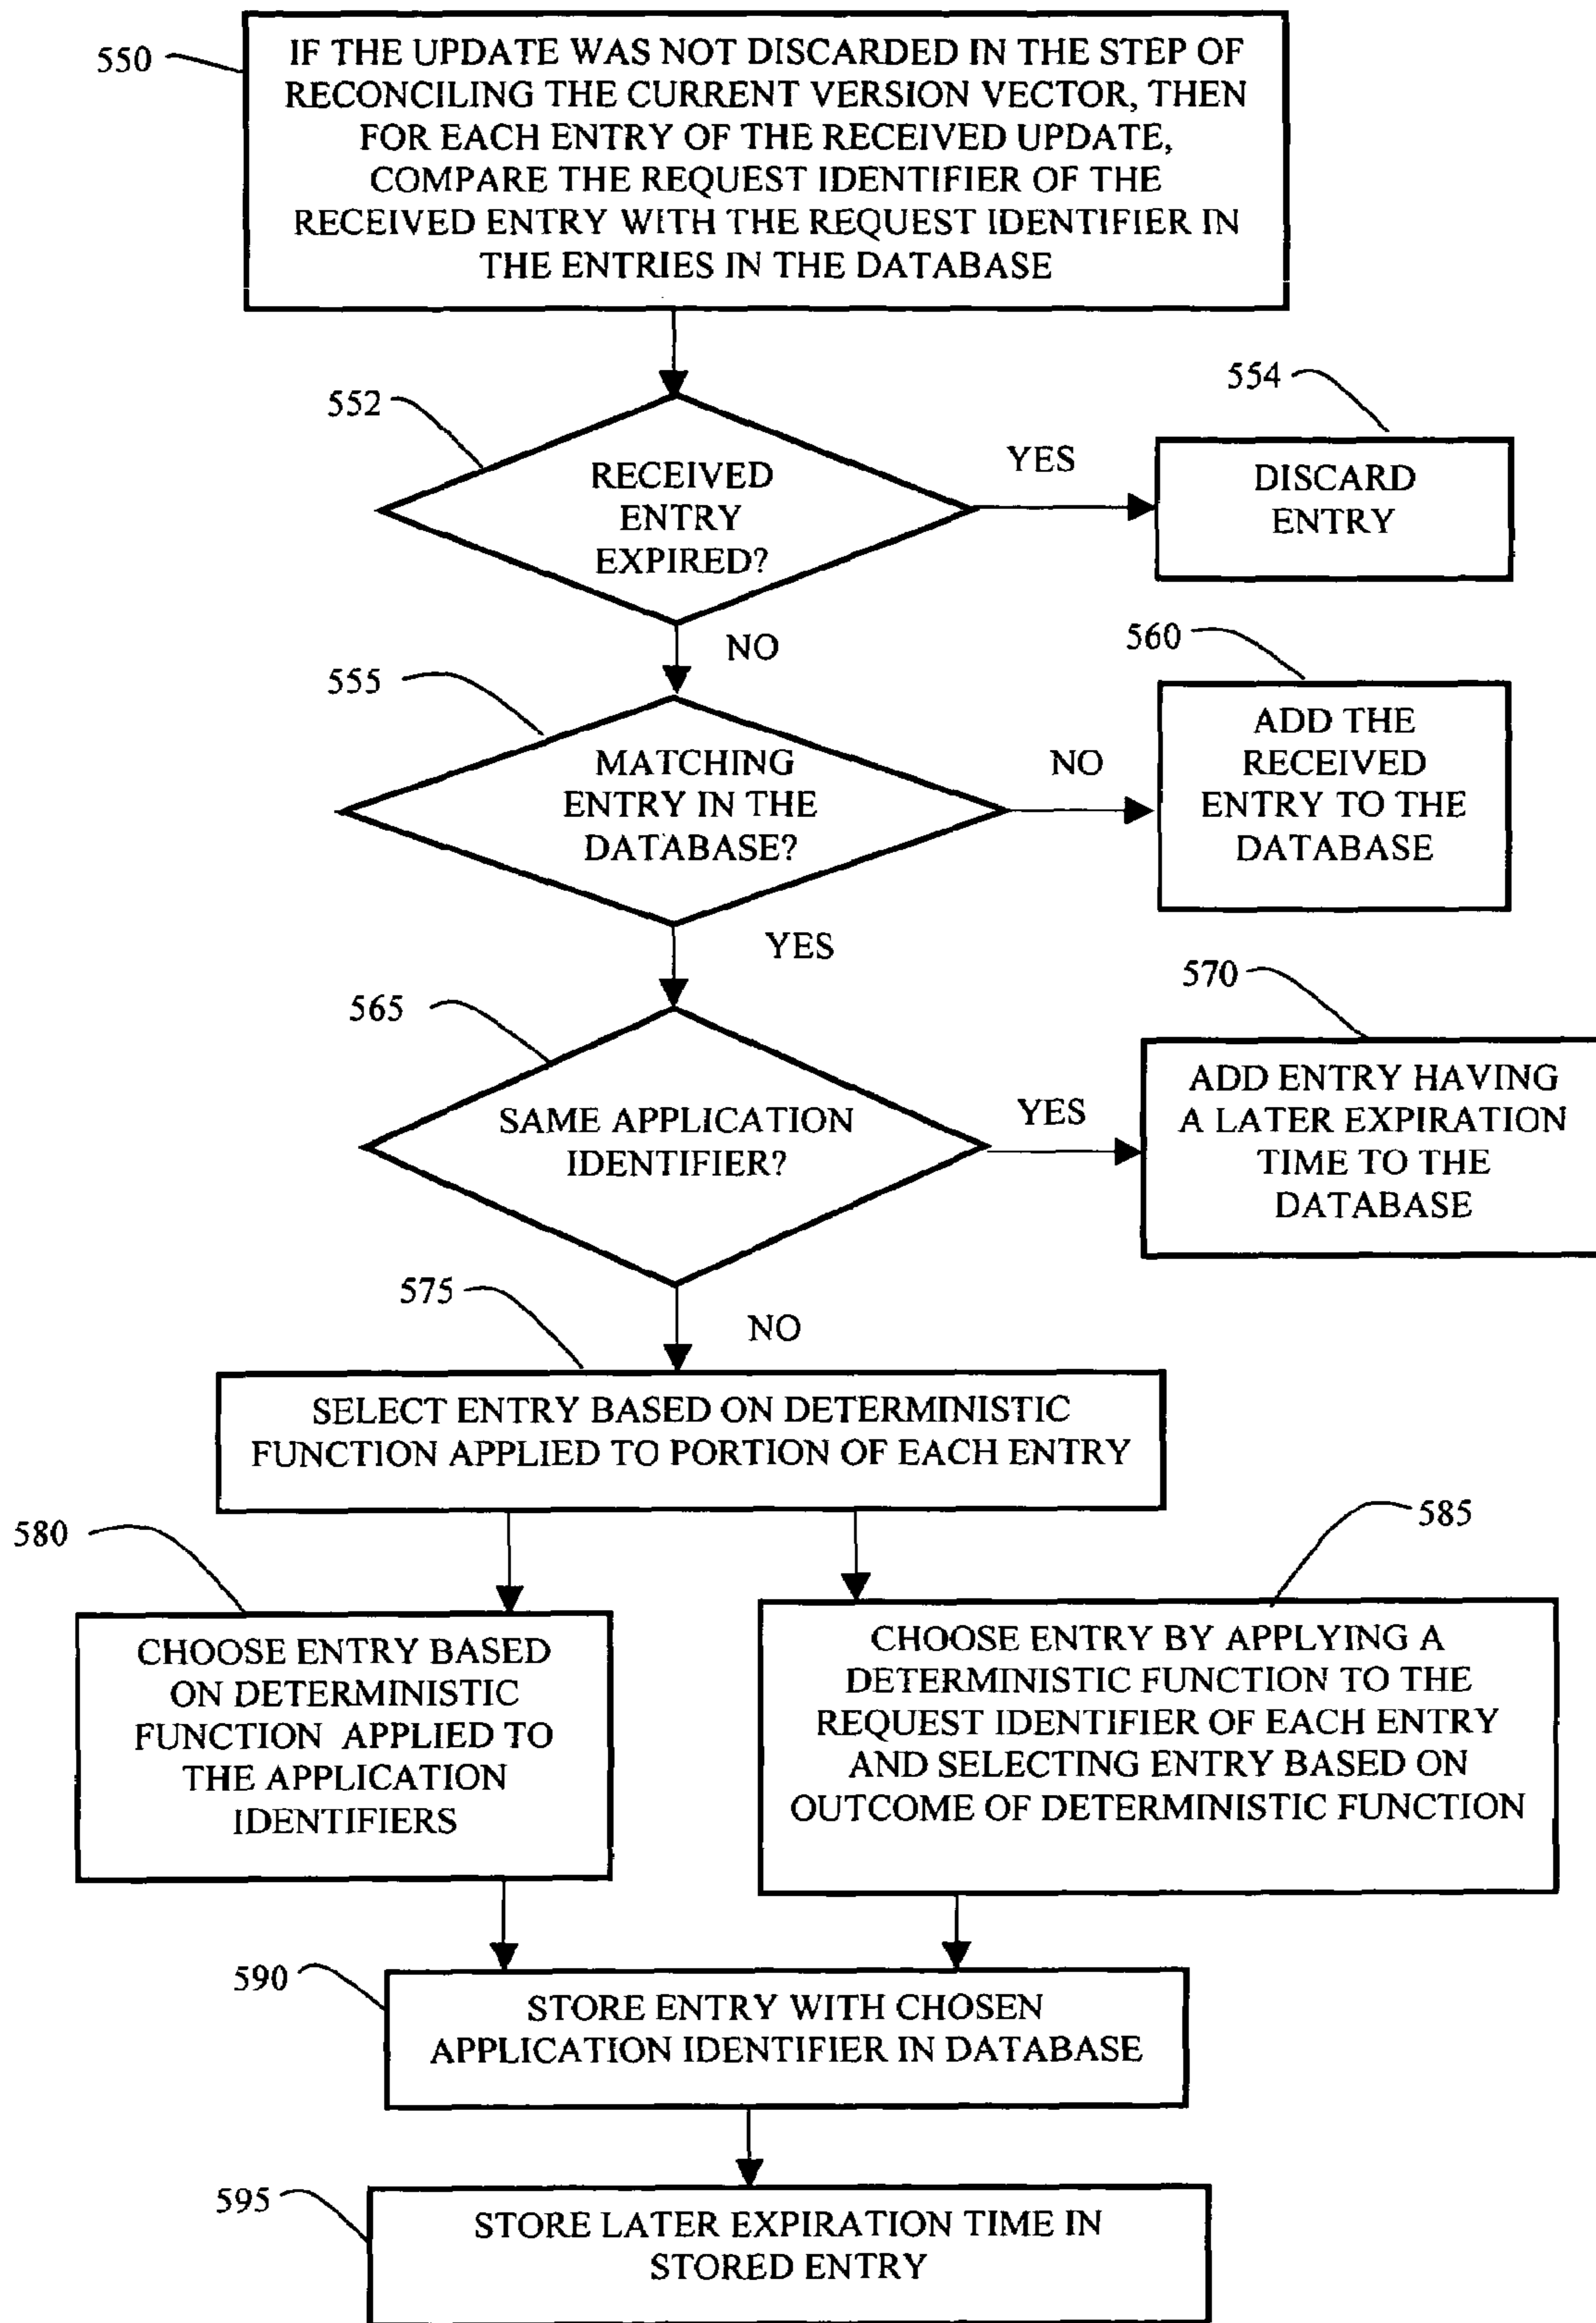 550
IF THE UPDATE WAS NOT DISCARDED IN THE STEP OF
RECONCILING THE CURRENT VERSION VECTOR, THEN
FOR EACH ENTRY OF THE RECEIVED UPDATE,
COMPARE THE REQUEST IDENTIFIER OF THE
RECEIVED ENTRY WITH THE REQUEST IDENTIFIER IN
THE ENTRIES IN THE DATABASE
552
RECEIVED
ENTRY
EXPIRED?
YES
554
DISCARD
ENTRY
NO
555
MATCHING
ENTRY IN THE
DATABASE?
NO
560
ADD THE
RECEIVED
ENTRY TO THE
DATABASE
YES
565
SAME APPLICATION
IDENTIFIER?
YES
570
ADD ENTRY HAVING
A LATER EXPIRATION
TIME TO THE
DATABASE
NO
575
SELECT ENTRY BASED ON DETERMINISTIC
FUNCTION APPLIED TO PORTION OF EACH ENTRY
580
CHOOSE ENTRY BASED
ON DETERMINISTIC
FUNCTION APPLIED TO
THE APPLICATION
IDENTIFIERS
585
CHOOSE ENTRY BY APPLYING A
DETERMINISTIC FUNCTION TO THE
REQUEST IDENTIFIER OF EACH ENTRY
AND SELECTING ENTRY BASED ON
OUTCOME OF DETERMINISTIC FUNCTION
590
STORE ENTRY WITH CHOSEN
APPLICATION IDENTIFIER IN DATABASE
595
STORE LATER EXPIRATION TIME IN
STORED ENTRY